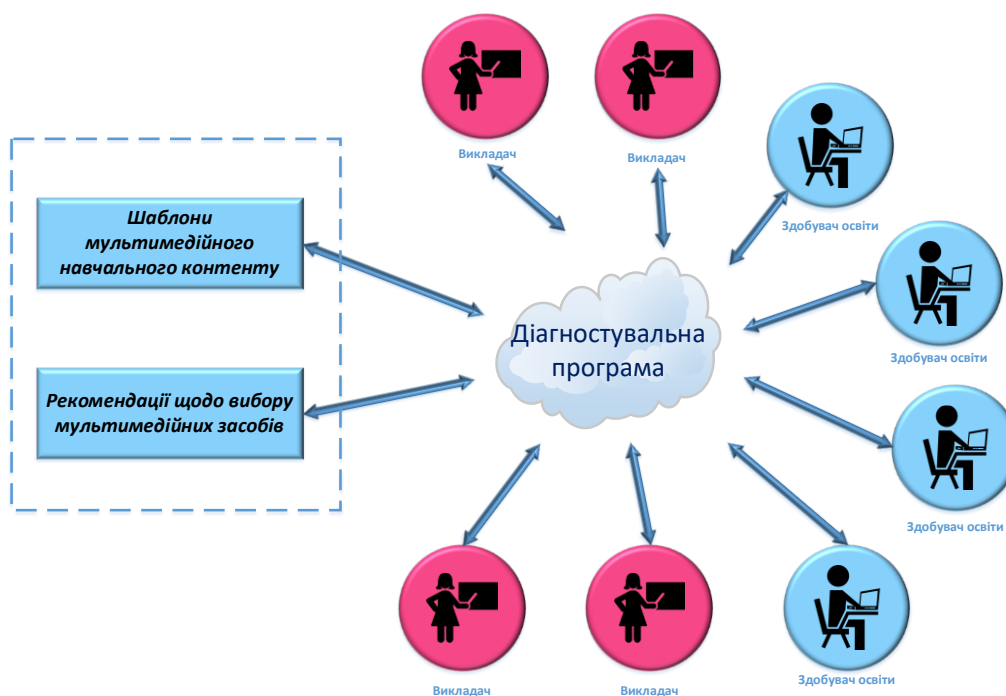 Викладач
Викладач
Здобувач освіти
Шаблони
мультимедійного
навчального контенту
Здобувач освіти
Діагностувальна
програма
Рекомендації щодо вибору
мультимедійних засобів
Здобувач освіти
Викладач
Викладач
Здобувач освіти